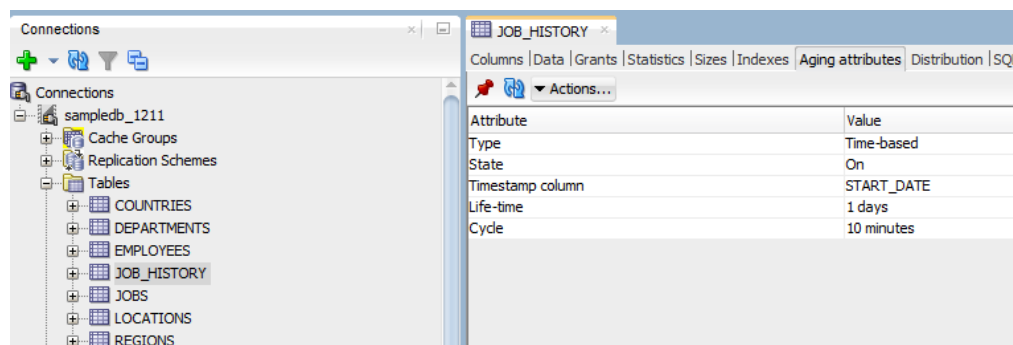 Connections
Connections
sampledb_1211
Cache Groups
Replication Schemes
Tables
COUNTRIES
DEPARTMENTS
EMPLOYEES
JOB_HISTORY
JOBS
LOCATIONS
REGIONS
JOB_HISTORY
Columns Data Grants Statistics Sizes Indexes Aging attributes Distribution SQ
Actions...
Attribute Value
Type Time-based
State On
Timestamp column START_DATE
Life-time 1 days
Cycle 10 minutes